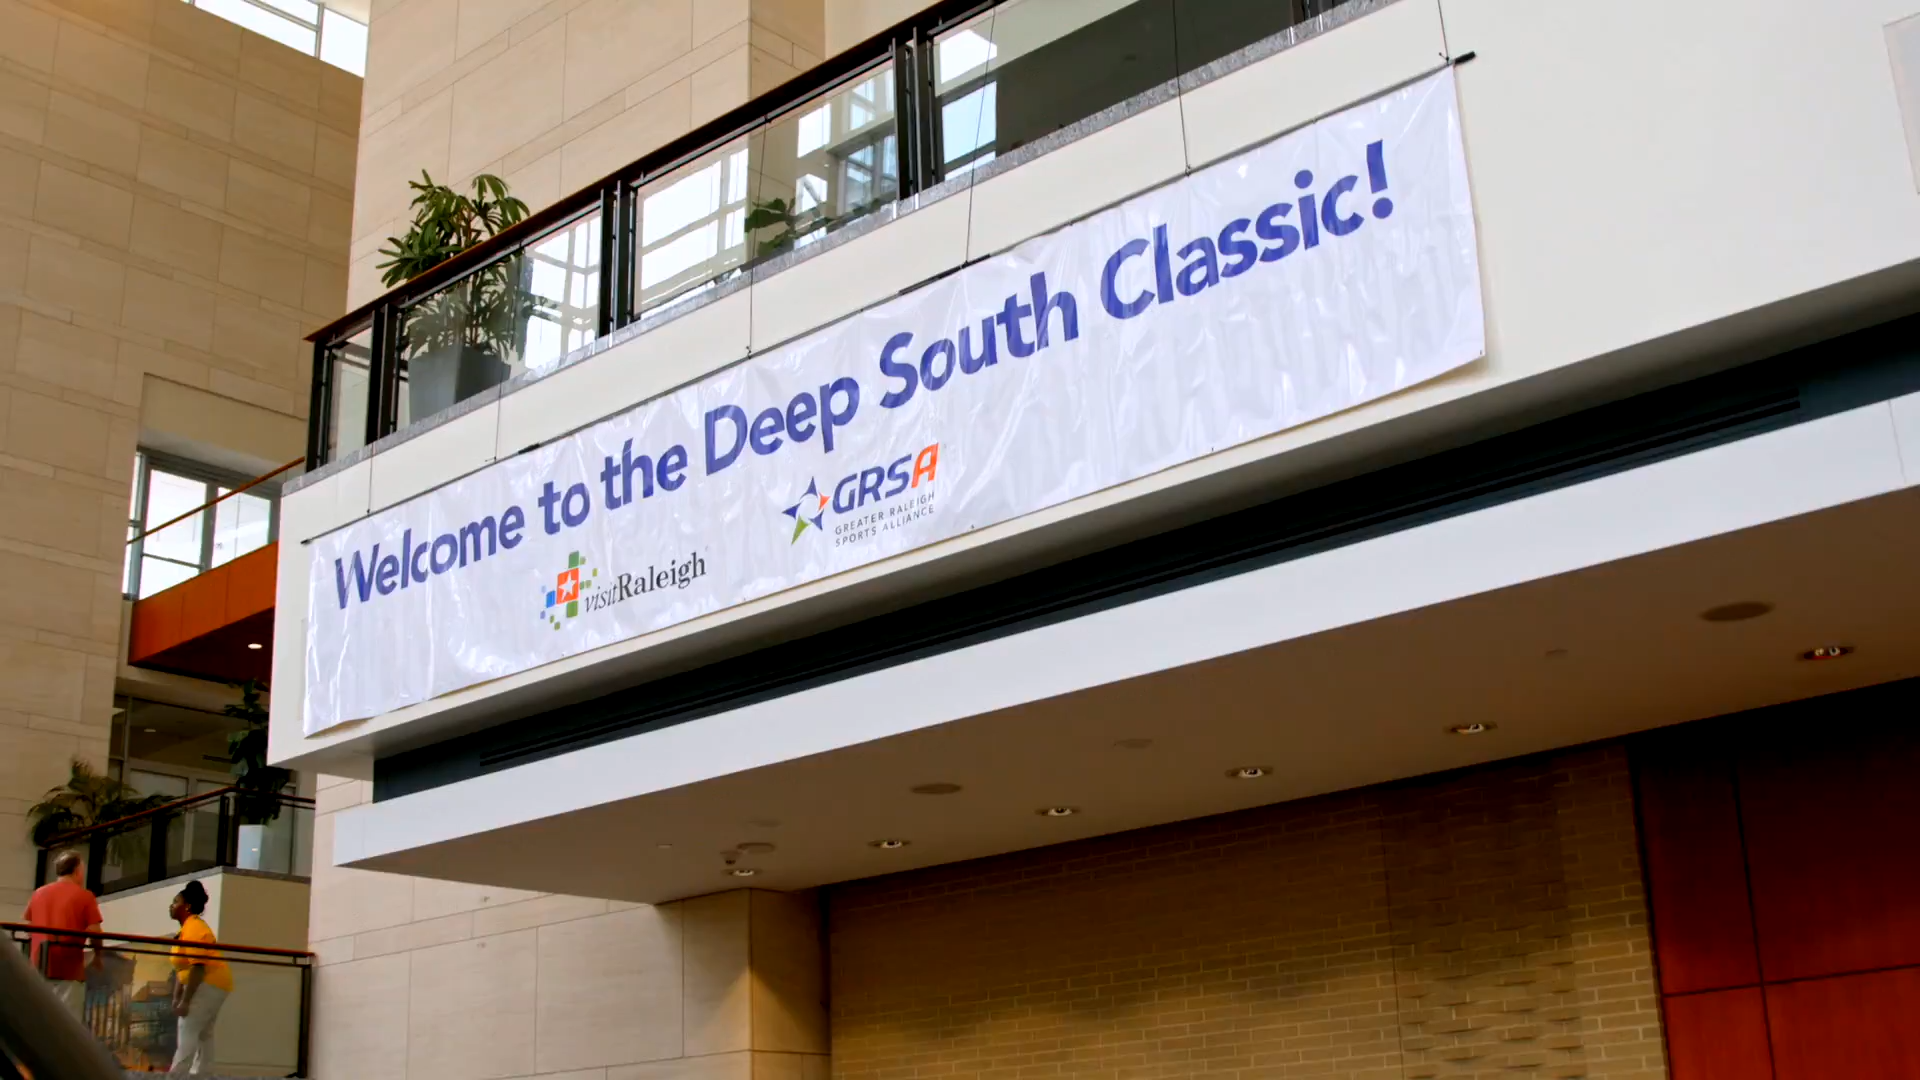 Welcome to the Deep South Classic!
visitRaleigh
GRSA
GREATER RALEIGH
SPORTS ALLIANCE